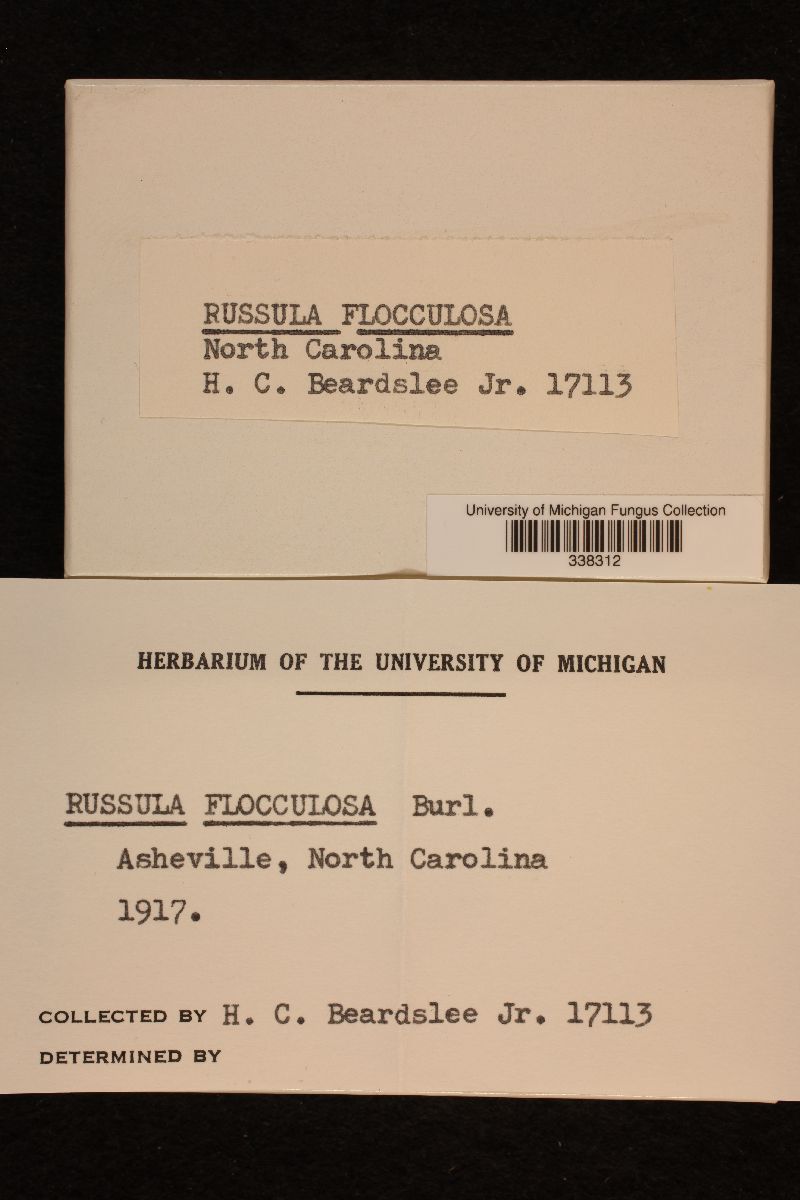 RUSSULA FLOCCULOSA
North Carolina
H. C. Beardslee Jr. 17113
University of Michigan Fungus Collection
338312
HERBARIUM OF THE UNIVERSITY OF MICHIGAN
RUSSULA FLOCCULOSA Burl.
Asheville, North Carolina
1917.
COLLECTED BY H. C. Beardslee Jr. 17113
DETERMINED BY